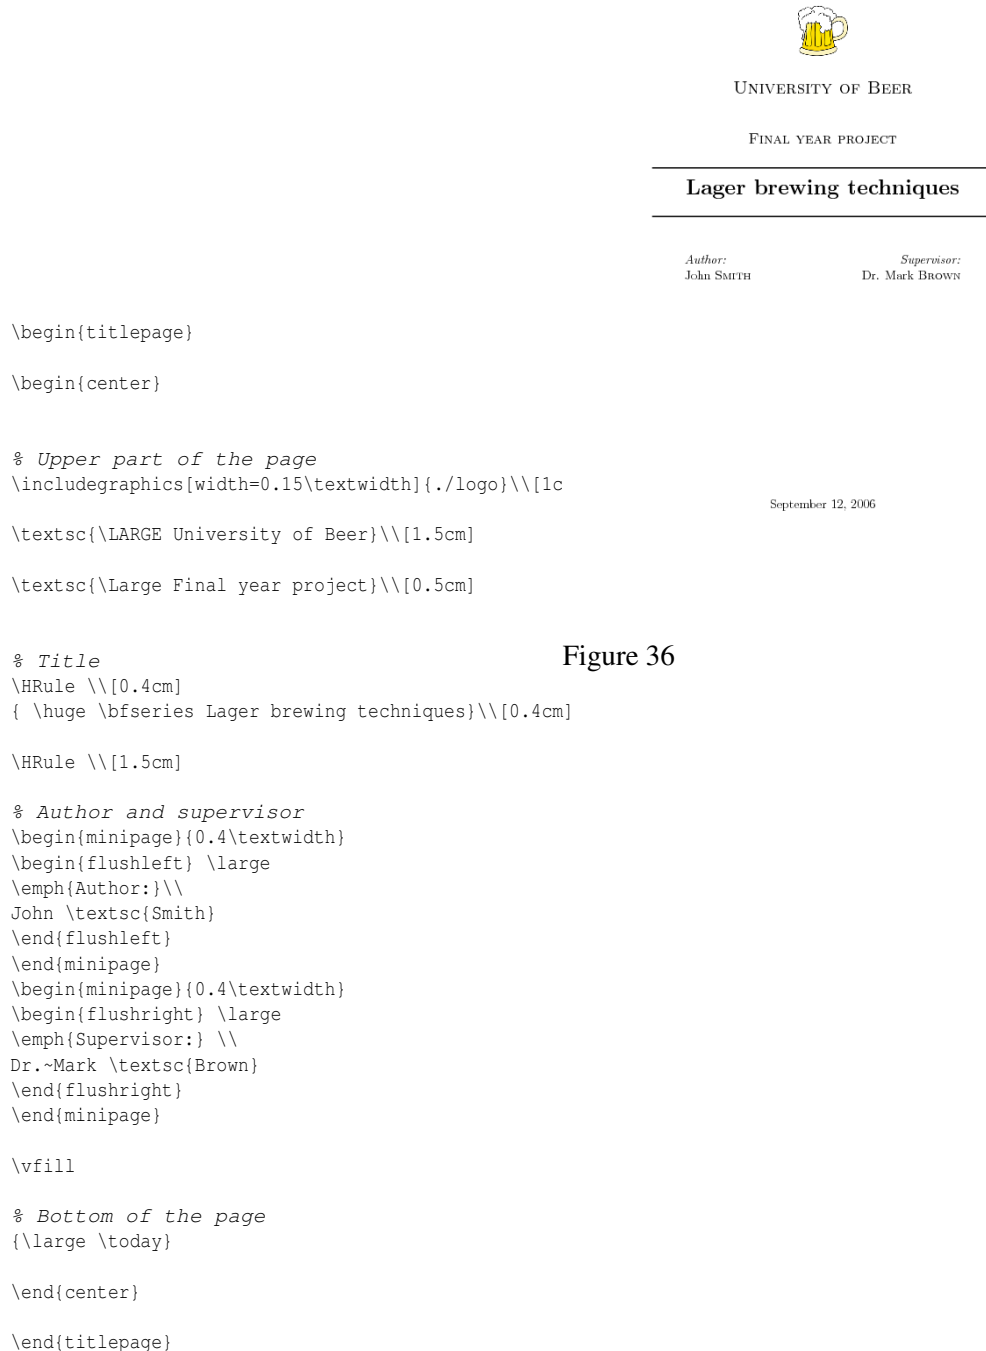 University of Beer
Final year project
Lager brewing techniques
Author: Supervisor:
John Smith Dr. Mark Brown
\begin{titlepage}
\begin{center}
% Upper part of the page
\includegraphics[width=0.15\textwidth]{./logo}\\[1c
September 12, 2006
\textsc{\LARGE University of Beer}\\[1.5cm]
\textsc{\Large Final year project}\\[0.5cm]
Figure 36
% Title
\HRule \\[0.4cm]
{ \huge \bfseries Lager brewing techniques}\\[0.4cm]
\HRule \\[1.5cm]
% Author and supervisor
\begin{minipage}{0.4\textwidth}
\begin{flushleft} \large
\emph{Author:}\\
John \textsc{Smith}
\end{flushleft}
\end{minipage}
\begin{minipage}{0.4\textwidth}
\begin{flushright} \large
\emph{Supervisor:} \\
Dr.~Mark \textsc{Brown}
\end{flushright}
\end{minipage}
\vfill
% Bottom of the page
{\large \today}
\end{center}
\end{titlepage}